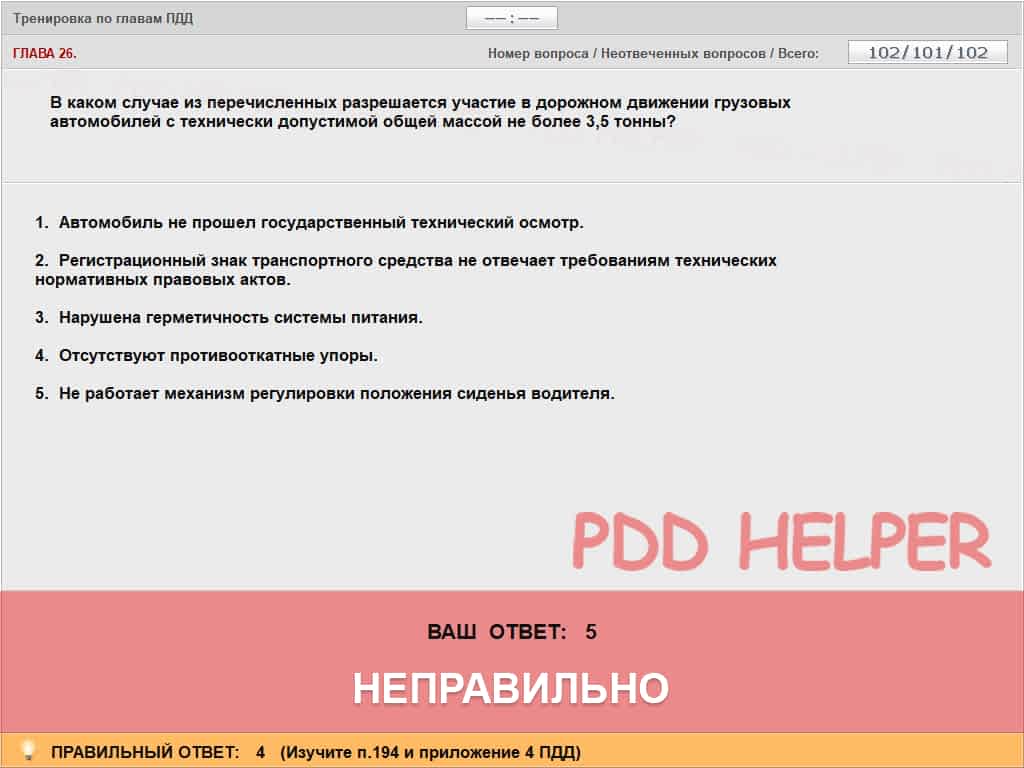 Тренировка по главам ПДД
−− : −−
ГЛАВА 26.
Номер вопроса / Неотвеченных вопросов / Всего:
102/101/102
В каком случае из перечисленных разрешается участие в дорожном движении грузовых
автомобилей с технически допустимой общей массой не более 3,5 тонны?
1. Автомобиль не прошел государственный технический осмотр.
2. Регистрационный знак транспортного средства не отвечает требованиям технических
нормативных правовых актов.
3. Нарушена герметичность системы питания.
4. Отсутствуют противооткатные упоры.
5. Не работает механизм регулировки положения сиденья водителя.
PDD HELPER
ВАШ ОТВЕТ: 5
НЕПРАВИЛЬНО
ПРАВИЛЬНЫЙ ОТВЕТ: 4 (Изучите п.194 и приложение 4 ПДД)